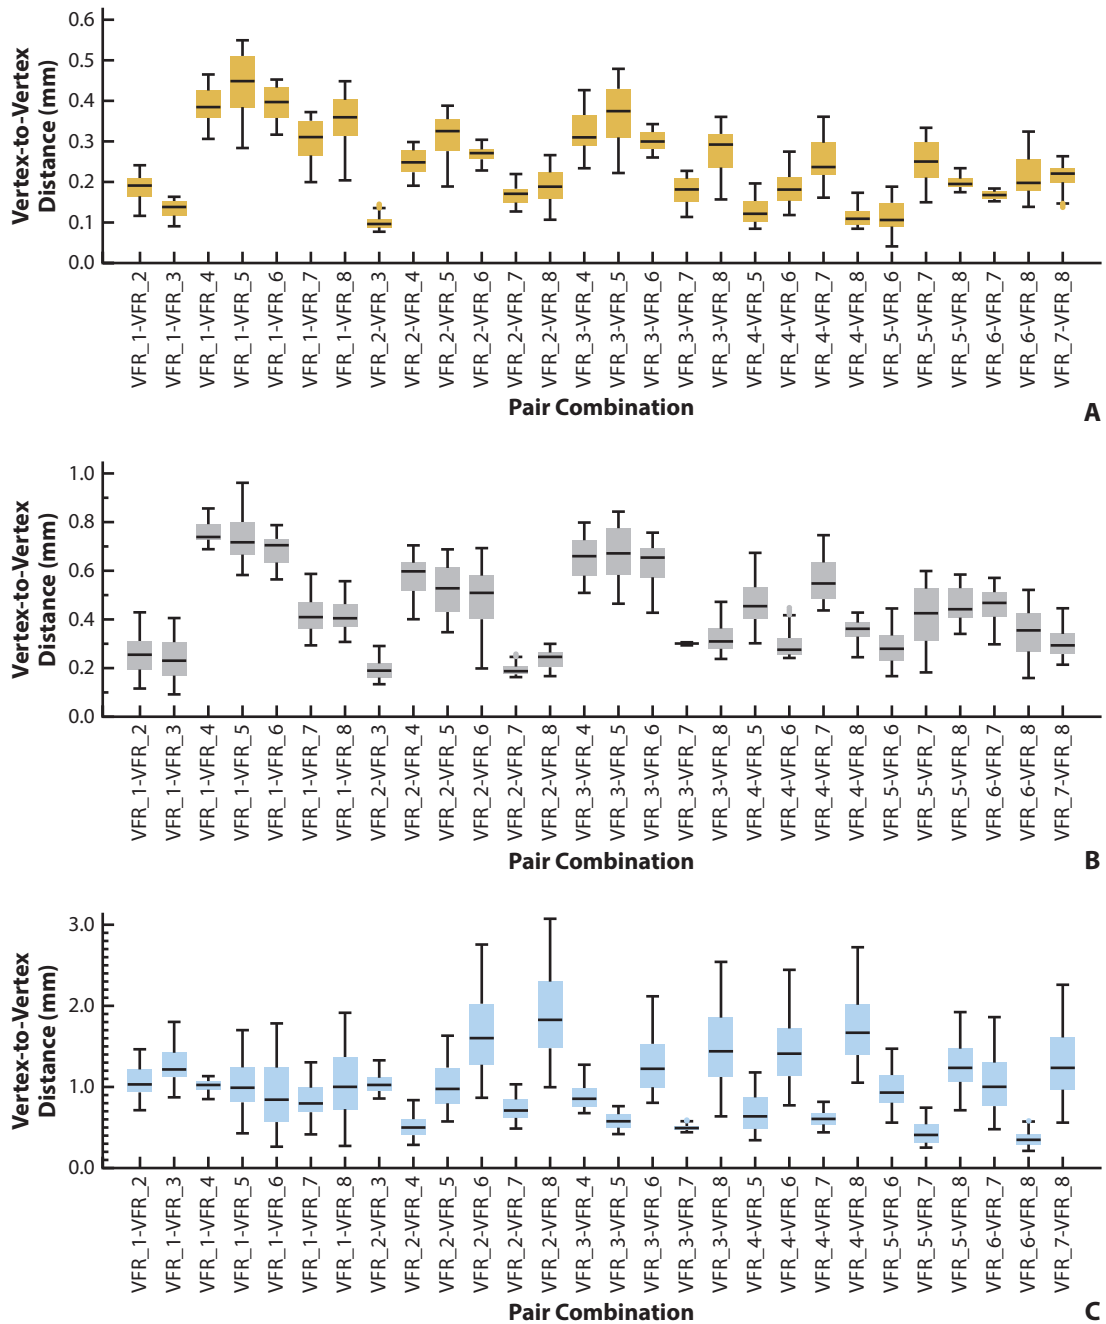 Vertex-to-Vertex
Distance (mm)
0.6
0.5
0.4
0.3
0.2
0.1
0.0
VFR_1-VFR_2
VFR_1-VFR_3
VFR_1-VFR_4
VFR_1-VFR_5
VFR_1-VFR_6
VFR_1-VFR_7
VFR_1-VFR_8
VFR_2-VFR_3
VFR_2-VFR_4
VFR_2-VFR_5
VFR_2-VFR_6
VFR_2-VFR_7
VFR_2-VFR_8
VFR_3-VFR_4
VFR_3-VFR_5
VFR_3-VFR_6
VFR_3-VFR_7
VFR_3-VFR_8
VFR_4-VFR_5
VFR_4-VFR_6
VFR_4-VFR_7
VFR_4-VFR_8
VFR_5-VFR_6
VFR_5-VFR_7
VFR_5-VFR_8
VFR_6-VFR_7
VFR_6-VFR_8
VFR_7-VFR_8
Pair Combination
A
Vertex-to-Vertex
Distance (mm)
1.0
0.8
0.6
0.4
0.2
0.0
VFR_1-VFR_2
VFR_1-VFR_3
VFR_1-VFR_4
VFR_1-VFR_5
VFR_1-VFR_6
VFR_1-VFR_7
VFR_1-VFR_8
VFR_2-VFR_3
VFR_2-VFR_4
VFR_2-VFR_5
VFR_2-VFR_6
VFR_2-VFR_7
VFR_2-VFR_8
VFR_3-VFR_4
VFR_3-VFR_5
VFR_3-VFR_6
VFR_3-VFR_7
VFR_3-VFR_8
VFR_4-VFR_5
VFR_4-VFR_6
VFR_4-VFR_7
VFR_4-VFR_8
VFR_5-VFR_6
VFR_5-VFR_7
VFR_5-VFR_8
VFR_6-VFR_7
VFR_6-VFR_8
VFR_7-VFR_8
Pair Combination
B
Vertex-to-Vertex
Distance (mm)
3.0
2.0
1.0
0.0
VFR_1-VFR_2
VFR_1-VFR_3
VFR_1-VFR_4
VFR_1-VFR_5
VFR_1-VFR_6
VFR_1-VFR_7
VFR_1-VFR_8
VFR_2-VFR_3
VFR_2-VFR_4
VFR_2-VFR_5
VFR_2-VFR_6
VFR_2-VFR_7
VFR_2-VFR_8
VFR_3-VFR_4
VFR_3-VFR_5
VFR_3-VFR_6
VFR_3-VFR_7
VFR_3-VFR_8
VFR_4-VFR_5
VFR_4-VFR_6
VFR_4-VFR_7
VFR_4-VFR_8
VFR_5-VFR_6
VFR_5-VFR_7
VFR_5-VFR_8
VFR_6-VFR_7
VFR_6-VFR_8
VFR_7-VFR_8
Pair Combination
C